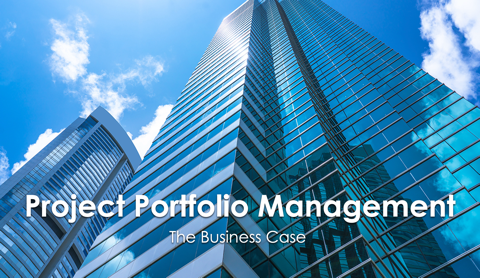 Project Portfolio Management
The Business Case